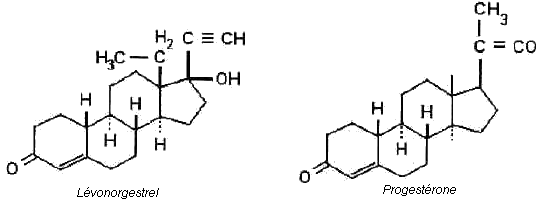 H₂ C≡CH
H₃C—C
OH
H H
H
H
O
Lévonorgestrel
CH₃
C=CO
H H
H
O
Progestérone